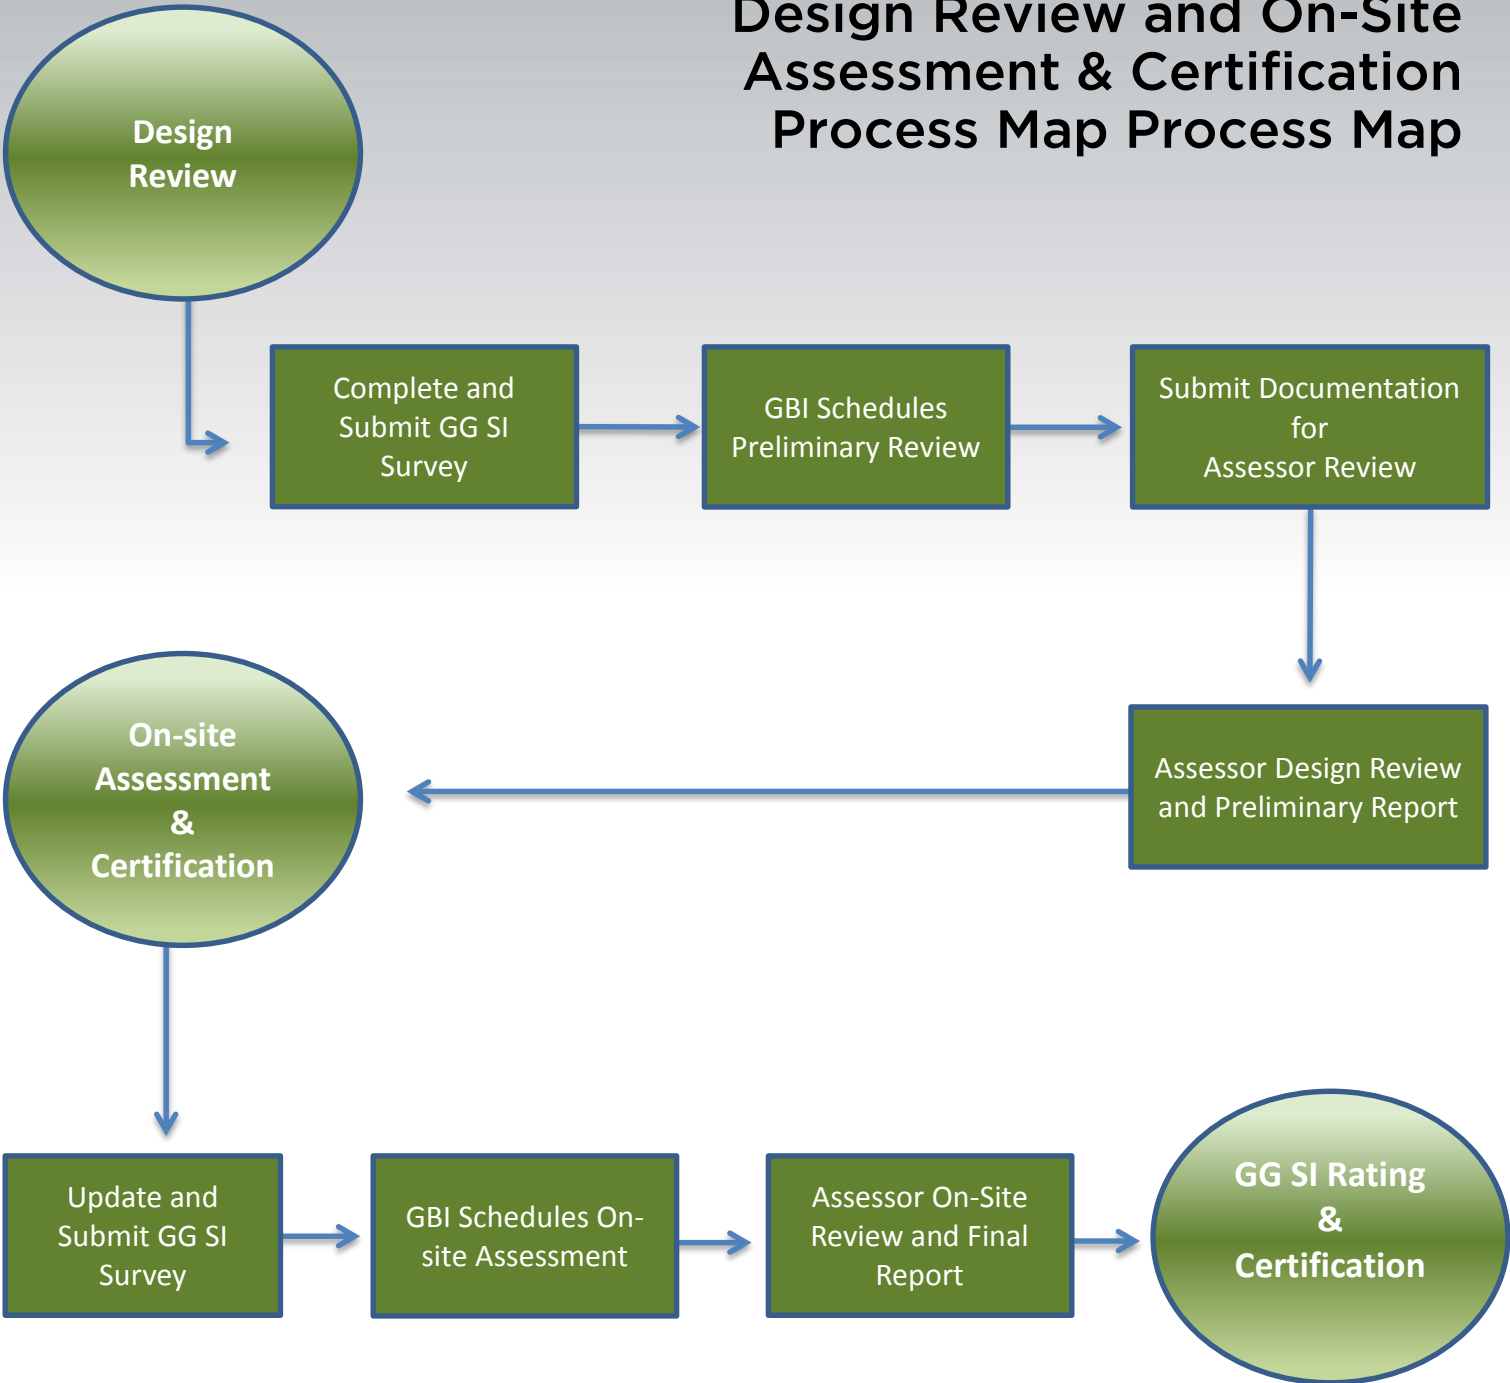 Design Review and On-Site
Assessment & Certification
Process Map Process Map
Design
Review
Complete and
Submit GG SI
Survey
GBI Schedules
Preliminary Review
Submit Documentation
for
Assessor Review
Assessor Design Review
and Preliminary Report
On-site
Assessment
&
Certification
Update and
Submit GG SI
Survey
GBI Schedules On-
site Assessment
Assessor On-Site
Review and Final
Report
GG SI Rating
&
Certification